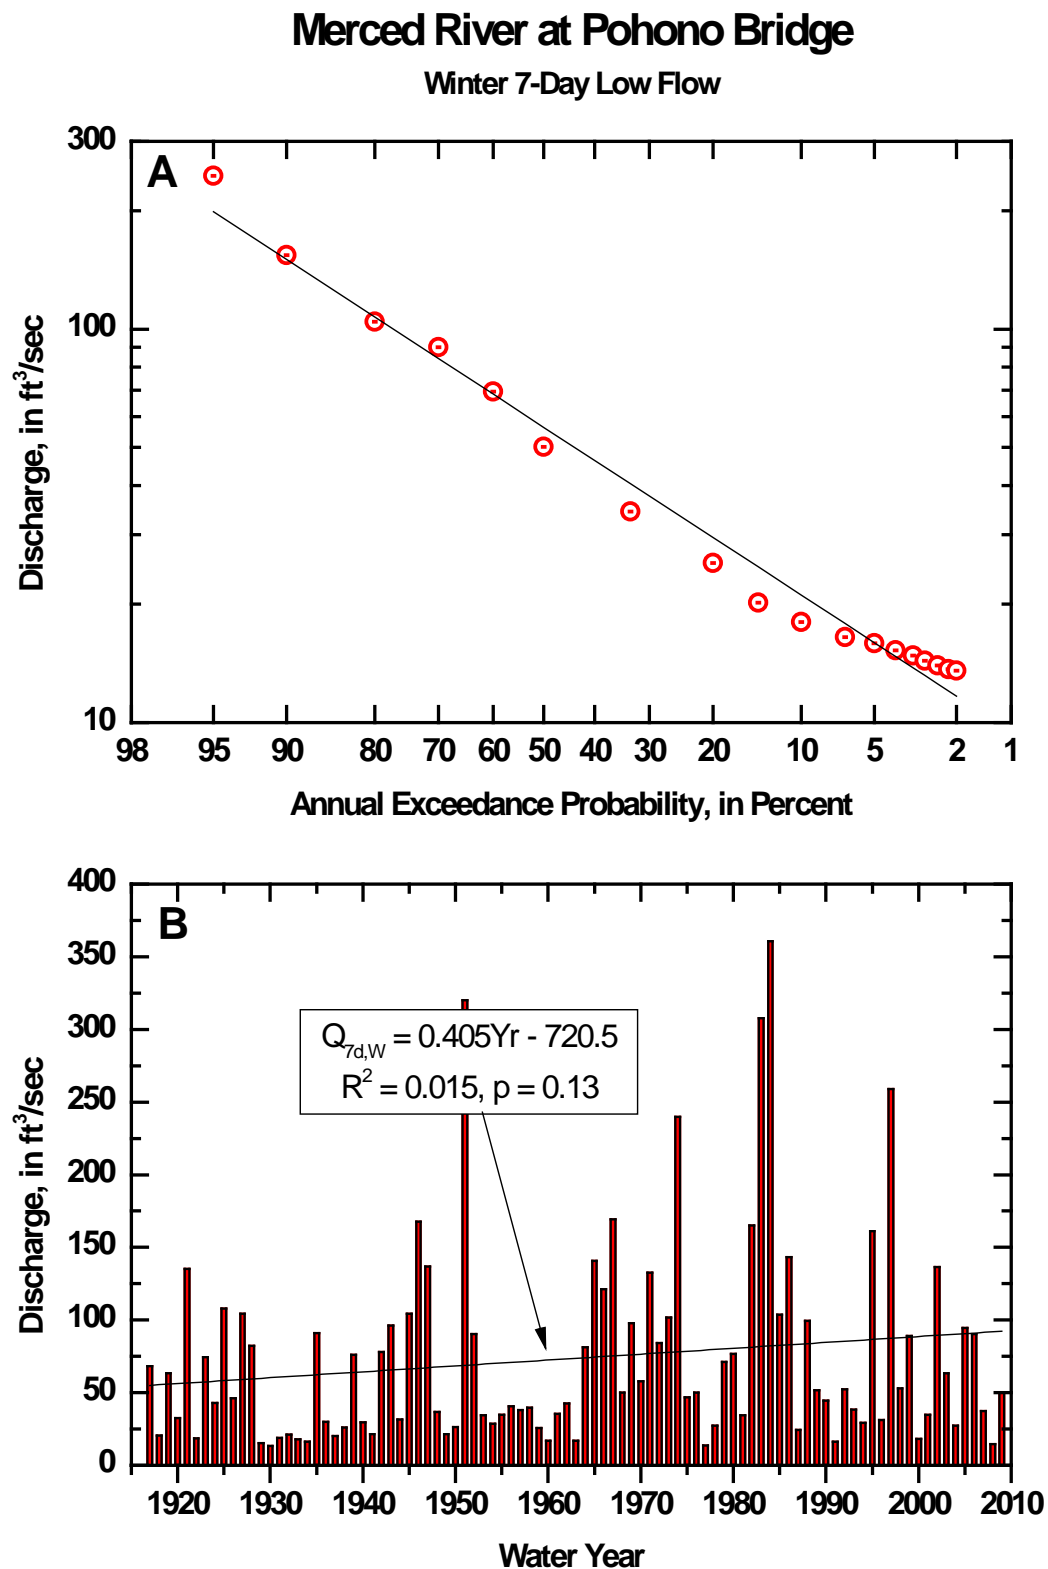 Merced River at Pohono Bridge
Winter 7-Day Low Flow
A
300
100
10
Discharge, in ft³/sec
98 95 90 80 70 60 50 40 30 20 10 5 2 1
Annual Exceedance Probability, in Percent
B
400
350
300
250
200
150
100
50
0
Discharge, in ft³/sec
Q7d,W = 0.405Yr - 720.5
R² = 0.015, p = 0.13
1920 1930 1940 1950 1960 1970 1980 1990 2000 2010
Water Year